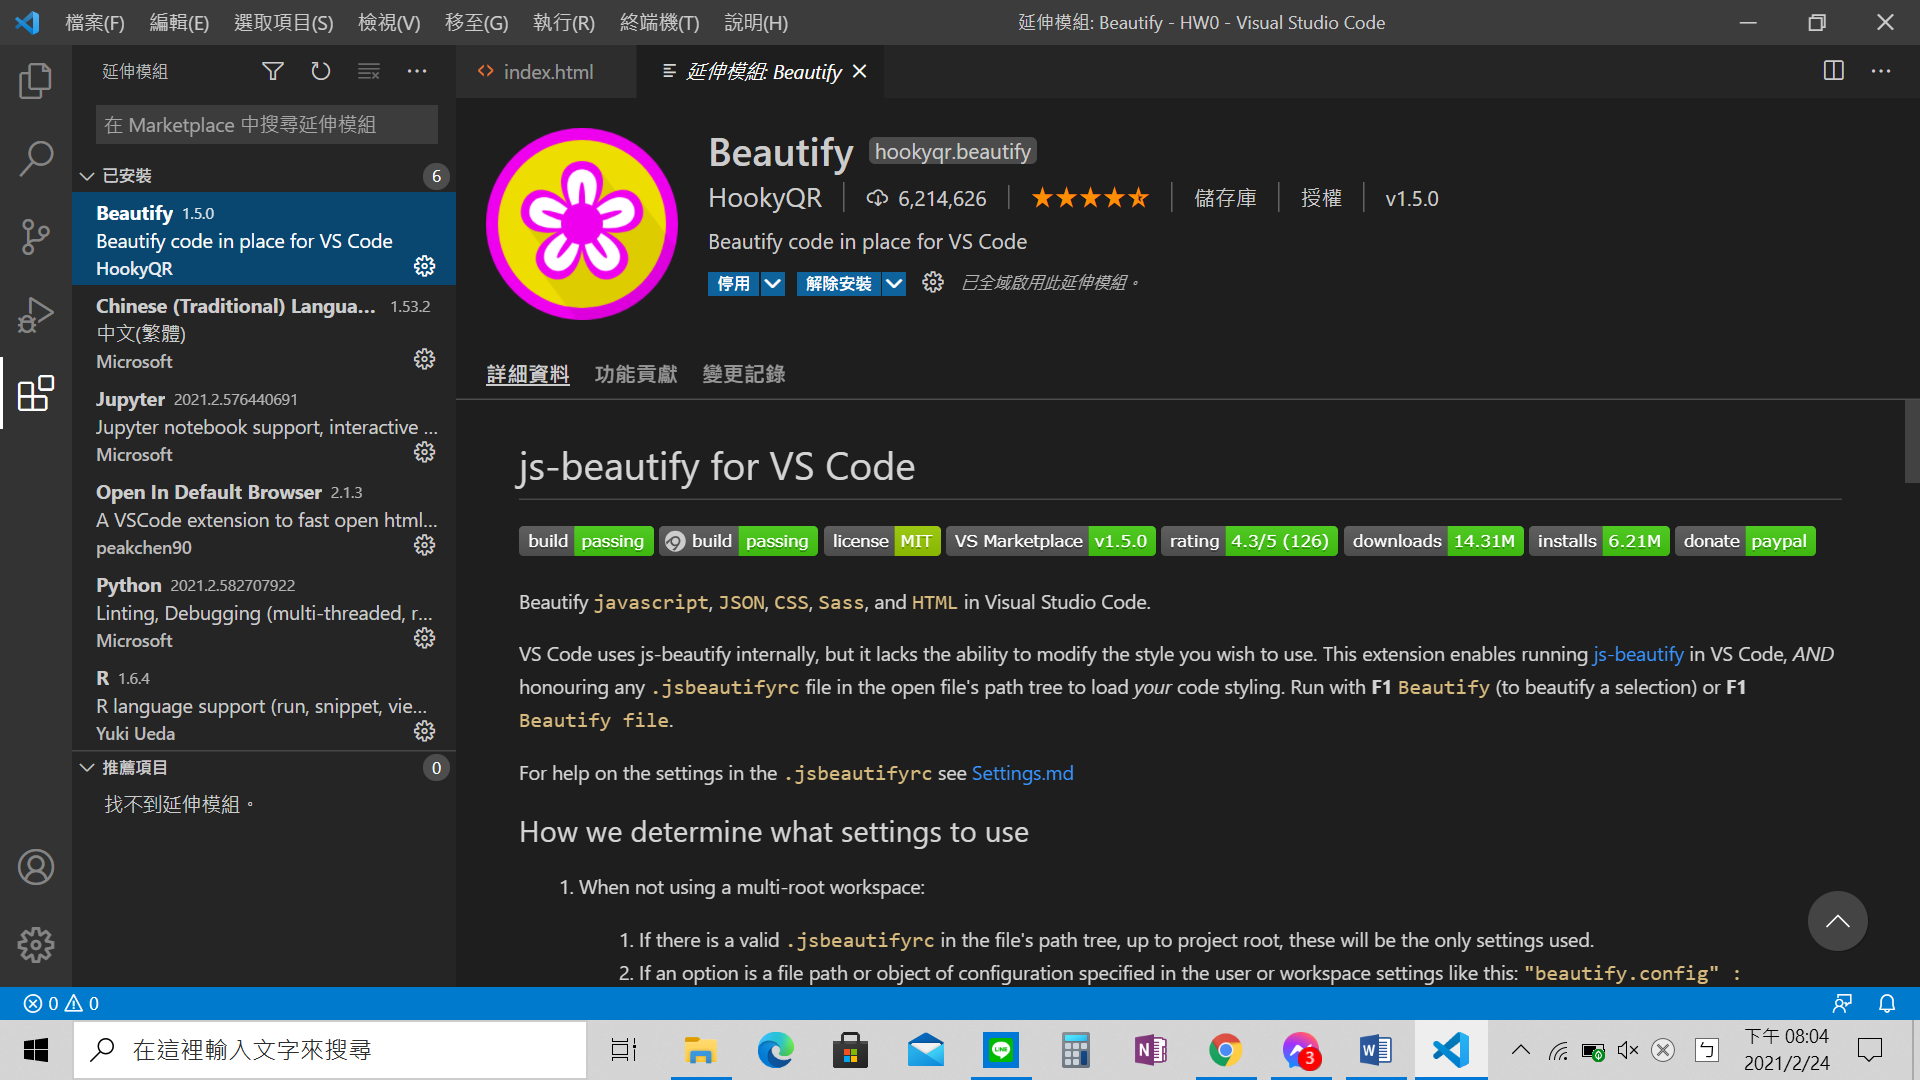 檔案(F) 編輯(E) 選取項目(S) 檢視(V) 移至(G) 執行(R) 終端機(T) 說明(H) 延伸模組: Beautify - HW0 - Visual Studio Code
延伸模組
index.html
延伸模組: Beautify
在 Marketplace 中搜尋延伸模組
已安裝 6
Beautify 1.5.0
Beautify code in place for VS Code
HookyQR
Chinese (Traditional) Langua... 1.53.2
中文(繁體)
Microsoft
Jupyter 2021.2.576440691
Jupyter notebook support, interactive ...
Microsoft
Open In Default Browser 2.1.3
A VSCode extension to fast open html...
peakchen90
Python 2021.2.582707922
Linting, Debugging (multi-threaded, r...
Microsoft
R 1.6.4
R language support (run, snippet, vie...
Yuki Ueda
推薦項目 0
找不到延伸模組。
Beautify hookyqr.beautify
HookyQR 6,214,626 儲存庫 授權 v1.5.0
Beautify code in place for VS Code
停用 解除安裝 已全域啟用此延伸模組。
詳細資料 功能貢獻 變更記錄
js-beautify for VS Code
build passing build passing license MIT VS Marketplace v1.5.0 rating 4.3/5 (126) downloads 14.31M installs 6.21M donate paypal
Beautify javascript, JSON, CSS, Sass, and HTML in Visual Studio Code.
VS Code uses js-beautify internally, but it lacks the ability to modify the style you wish to use. This extension enables running js-beautify in VS Code, AND
honouring any .jsbeautifyrc file in the open file's path tree to load your code styling. Run with F1 Beautify (to beautify a selection) or F1
Beautify file.
For help on the settings in the .jsbeautifyrc see Settings.md
How we determine what settings to use
1. When not using a multi-root workspace:
1. If there is a valid .jsbeautifyrc in the file's path tree, up to project root, these will be the only settings used.
2. If an option is a file path or object of configuration specified in the user or workspace settings like this: "beautify.config" :
0 0
在這裡輸入文字來搜尋
LINE
3
ㄅ
下午 08:04
2021/2/24